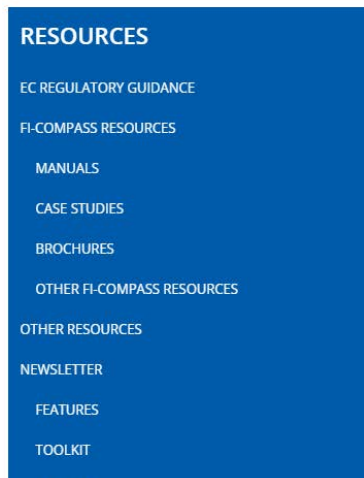 RESOURCES
EC REGULATORY GUIDANCE
FI-COMPASS RESOURCES
MANUALS
CASE STUDIES
BROCHURES
OTHER FI-COMPASS RESOURCES
OTHER RESOURCES
NEWSLETTER
FEATURES
TOOLKIT